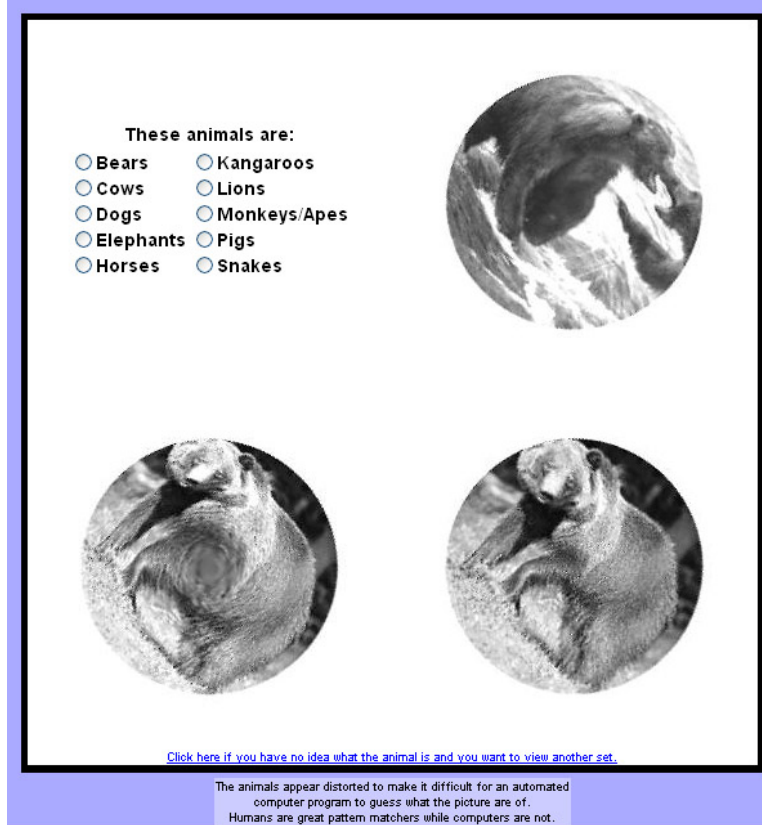 These animals are:
Bears Kangaroos
Cows Lions
Dogs Monkeys/Apes
Elephants Pigs
Horses Snakes
Click here if you have no idea what the animal is and you want to view another set.
The animals appear distorted to make it difficult for an automated
computer program to guess what the picture are of.
Humans are great pattern matchers while computers are not.